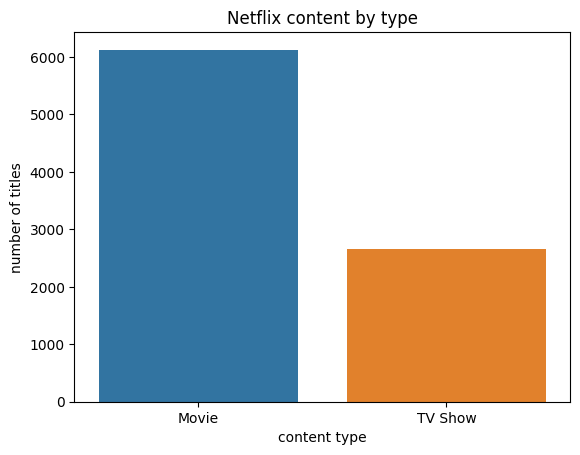 Netflix content by type
number of titles
6000
5000
4000
3000
2000
1000
0
Movie
TV Show
content type